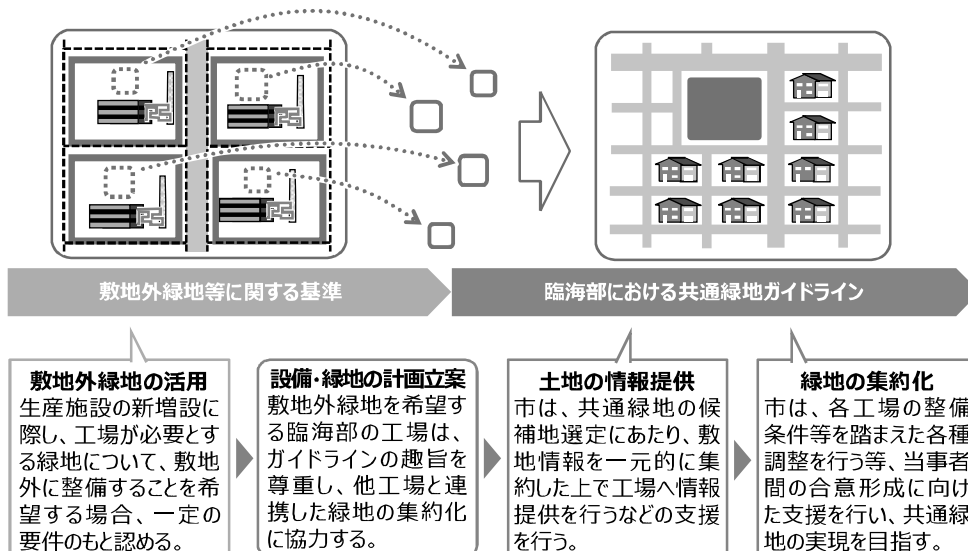 敷地外緑地等に関する基準
臨海部における共通緑地ガイドライン
敷地外緑地の活用
生産施設の新増設に
際し、工場が必要とす
る緑地について、敷地
外に整備することを希
望する場合、一定の
要件のもと認める。
設備・緑地の計画立案
敷地外緑地を希望す
る臨海部の工場は、
ガイドラインの趣旨を
尊重し、他工場と連
携した緑地の集約化
に協力する。
土地の情報提供
市は、共通緑地の候
補地選定にあたり、敷
地情報を一元的に集
約した上で工場へ情報
提供を行うなどの支援
を行う。
緑地の集約化
市は、各工場の整備
条件等を踏まえた各種
調整を行う等、当事者
間の合意形成に向け
た支援を行い、共通緑
地の実現を目指す。